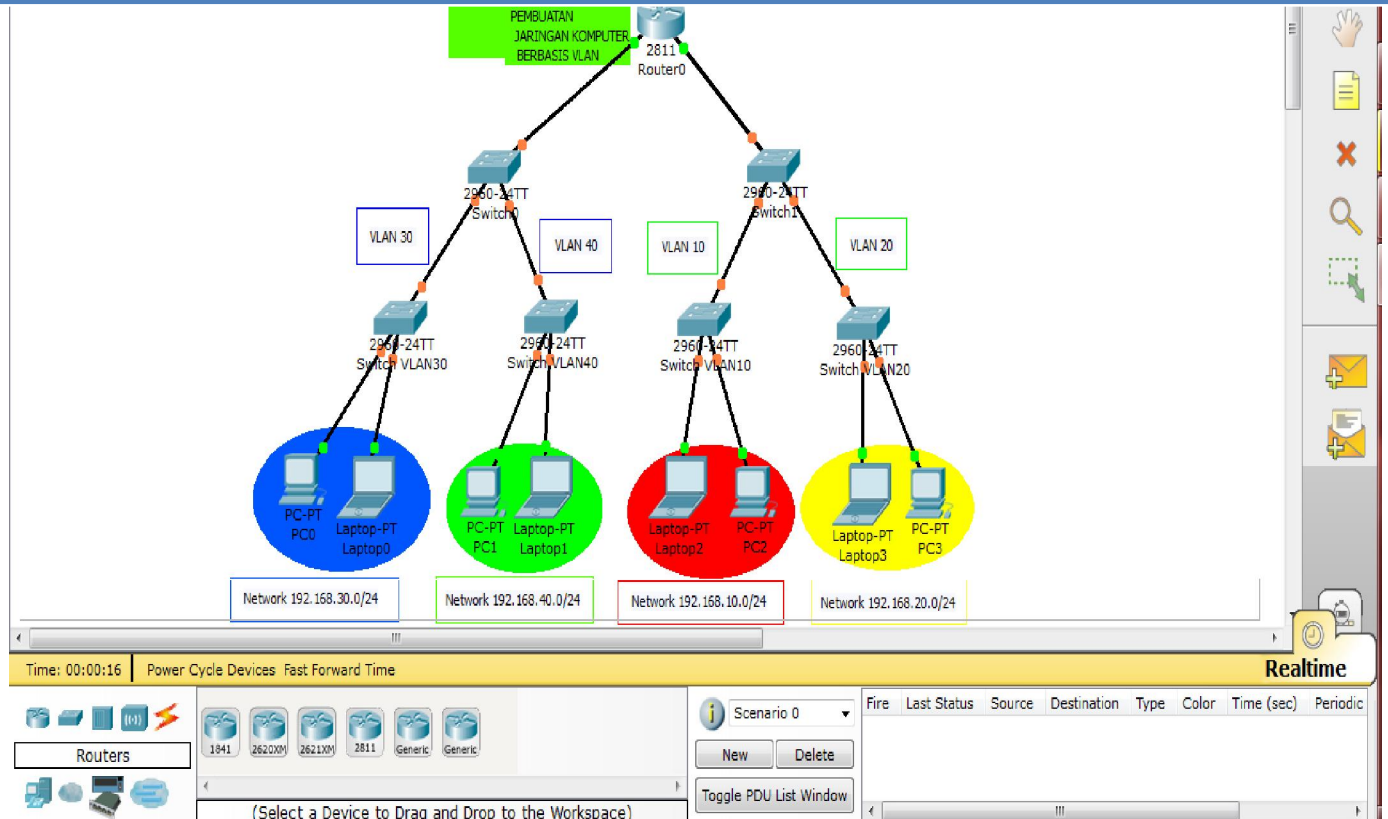 PEMBUATAN
JARINGAN KOMPUTER
BERBASIS VLAN
2811
Router0
2960-24TT
Switch0
2960-24TT
Switch1
VLAN 30
VLAN 40
VLAN 10
VLAN 20
2960-24TT
Switch VLAN30
2960-24TT
Switch VLAN40
2960-24TT
Switch VLAN10
2960-24TT
Switch VLAN20
PC-PT
PC0
Laptop-PT
Laptop0
PC-PT
PC1
Laptop-PT
Laptop1
Laptop-PT
Laptop2
PC-PT
PC2
Laptop-PT
Laptop3
PC-PT
PC3
Network 192.168.30.0/24
Network 192.168.40.0/24
Network 192.168.10.0/24
Network 192.168.20.0/24
Time: 00:00:16 Power Cycle Devices Fast Forward Time
Realtime
Routers
1841 2620XM 2621XM 2811 Generic Generic
(Select a Device to Drag and Drop to the Workspace)
Scenario 0
New Delete
Toggle PDU List Window
Fire Last Status Source Destination Type Color Time (sec) Periodic